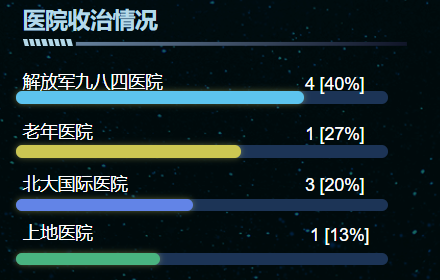 医院收治情况
解放军九八四医院 4 [40%]
老年医院 1 [27%]
北大国际医院 3 [20%]
上地医院 1 [13%]